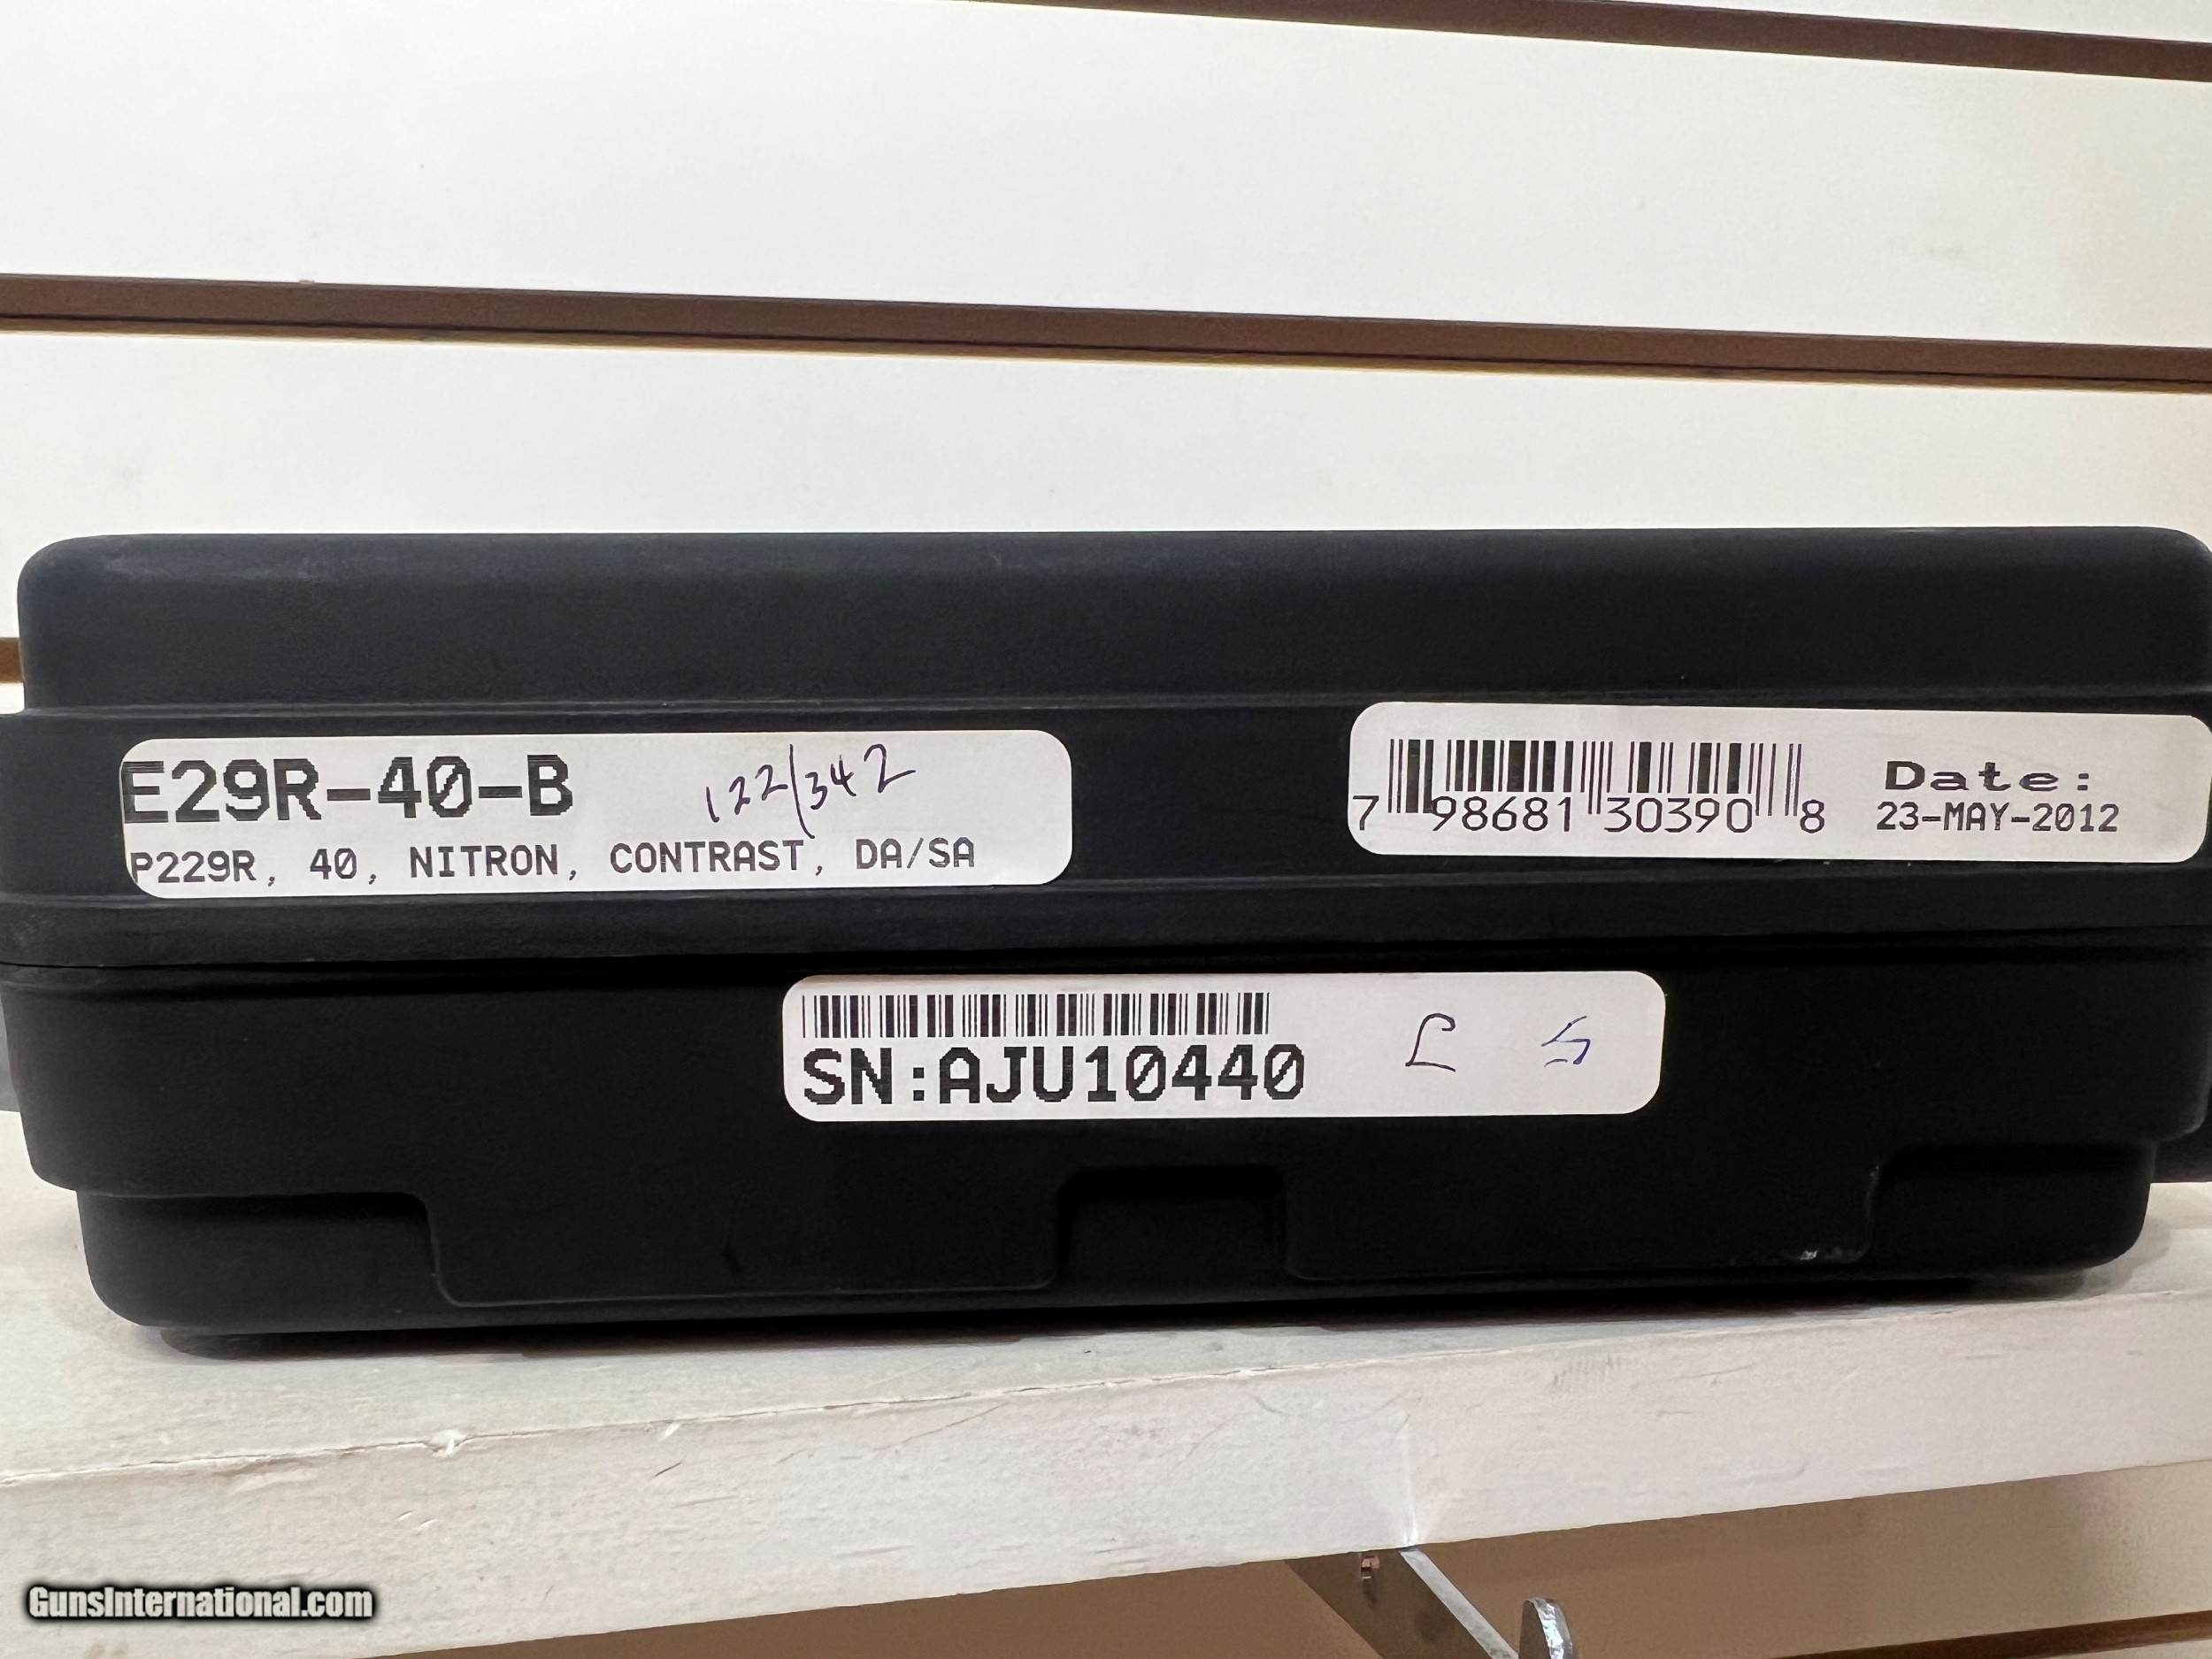 E29R-40-B 122/342
P229R, 40, NITRON, CONTRAST, DA/SA
7 98681 30390 8
Date:
23-MAY-2012
SN:AJU10440
GunsInternational.com